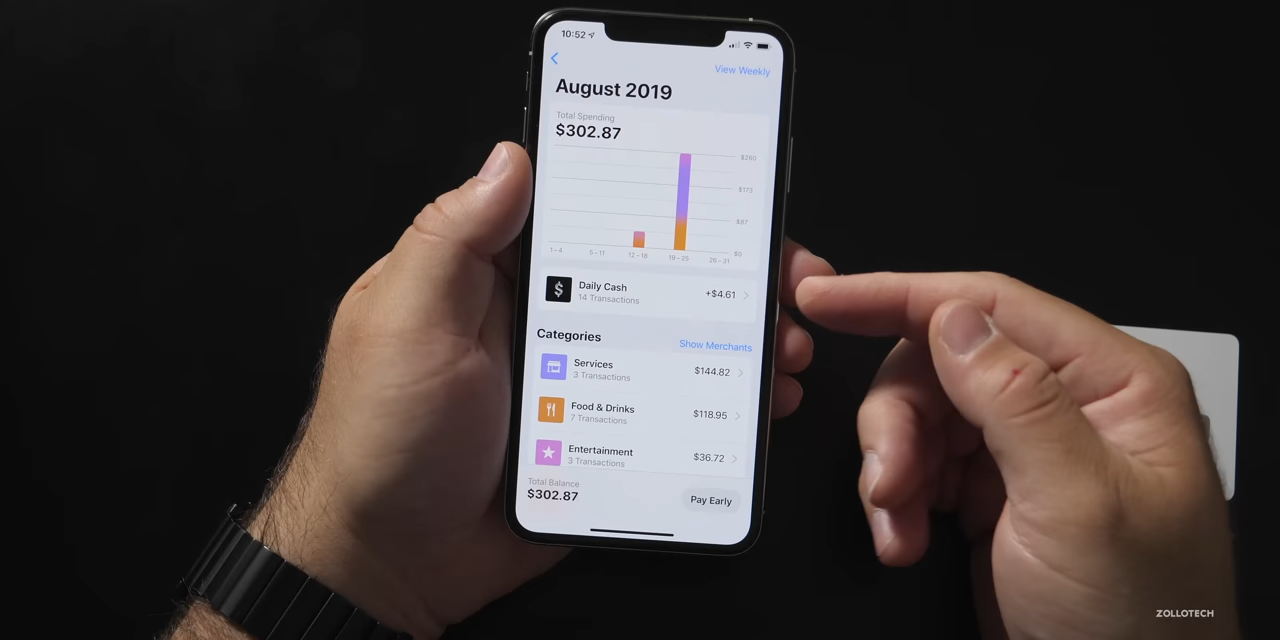 10:52
View Weekly
August 2019
Total Spending
$302.87
$260
$173
$87
$0
1–4 5–11 12–18 19–25 26–31
$ Daily Cash +$4.61
14 Transactions
Categories
Show Merchants
Services $144.82
3 Transactions
Food & Drinks $118.95
7 Transactions
Entertainment $36.72
3 Transactions
Total Balance
$302.87
Pay Early
ZOLLOTECH